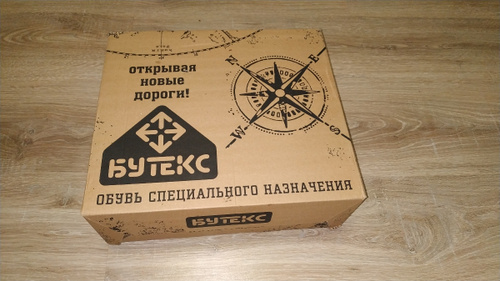 открывая
новые
дороги!
N
E
W
S
БУТЕКС
ОБУВЬ СПЕЦИАЛЬНОГО НАЗНАЧЕНИЯ
БУТЕКС